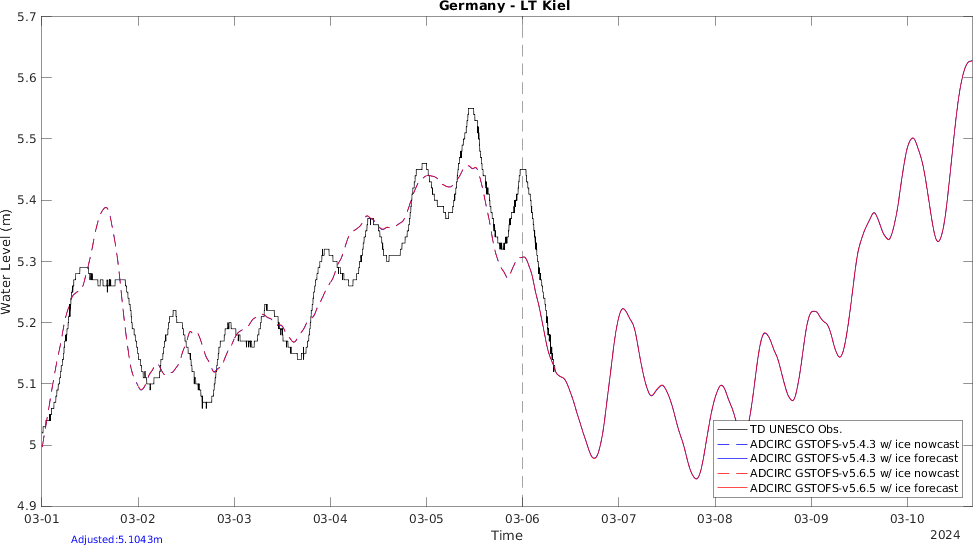 Germany - LT Kiel
5.7
5.6
5.5
5.4
5.3
5.2
5.1
5
4.9
Water Level (m)
TD UNESCO Obs.
ADCIRC GSTOFS-v5.4.3 w/ ice nowcast
ADCIRC GSTOFS-v5.4.3 w/ ice forecast
ADCIRC GSTOFS-v5.6.5 w/ ice nowcast
ADCIRC GSTOFS-v5.6.5 w/ ice forecast
03-01 03-02 03-03 03-04 03-05 03-06 03-07 03-08 03-09 03-10
Time
2024
Adjusted:5.1043m